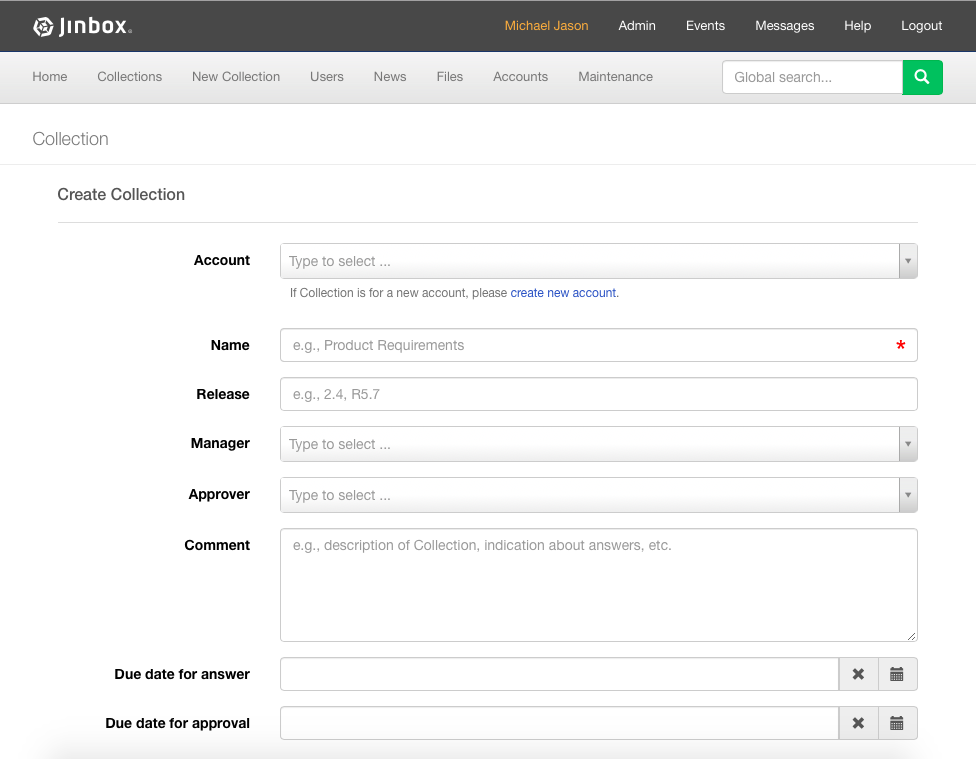 Jinbox.
Michael Jason Admin Events Messages Help Logout
Home Collections New Collection Users News Files Accounts Maintenance Global search...
Collection
Create Collection
Account Type to select ...
If Collection is for a new account, please create new account.
Name e.g., Product Requirements *
Release e.g., 2.4, R5.7
Manager Type to select ...
Approver Type to select ...
Comment e.g., description of Collection, indication about answers, etc.
Due date for answer
Due date for approval